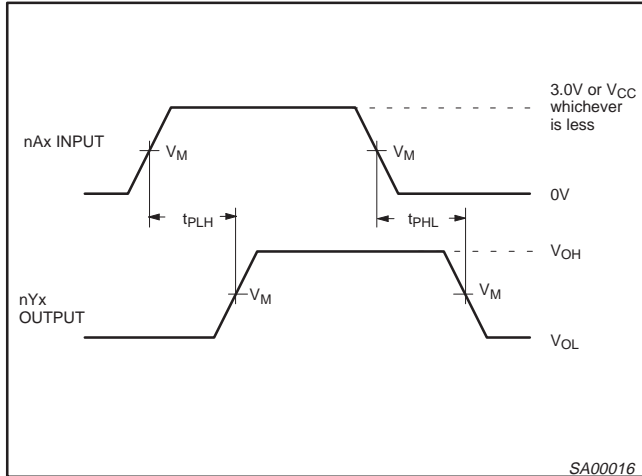 3.0V or VCC
whichever
is less
nAx INPUT
VM
VM
0V
tPLH
tPHL
VOH
nYx
OUTPUT
VM
VM
VOL
SA00016